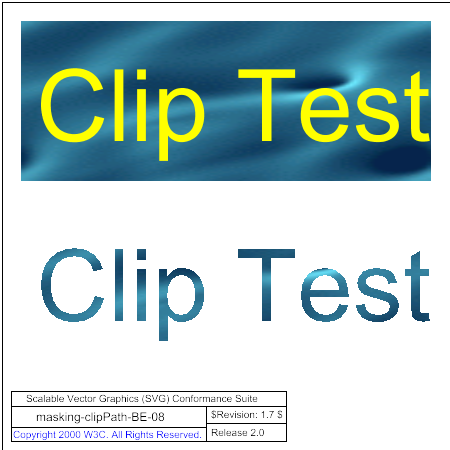 Clip Test
Clip Test
Scalable Vector Graphics (SVG) Conformance Suite
masking-clipPath-BE-08
$Revision: 1.7 $
Copyright 2000 W3C. All Rights Reserved.
Release 2.0